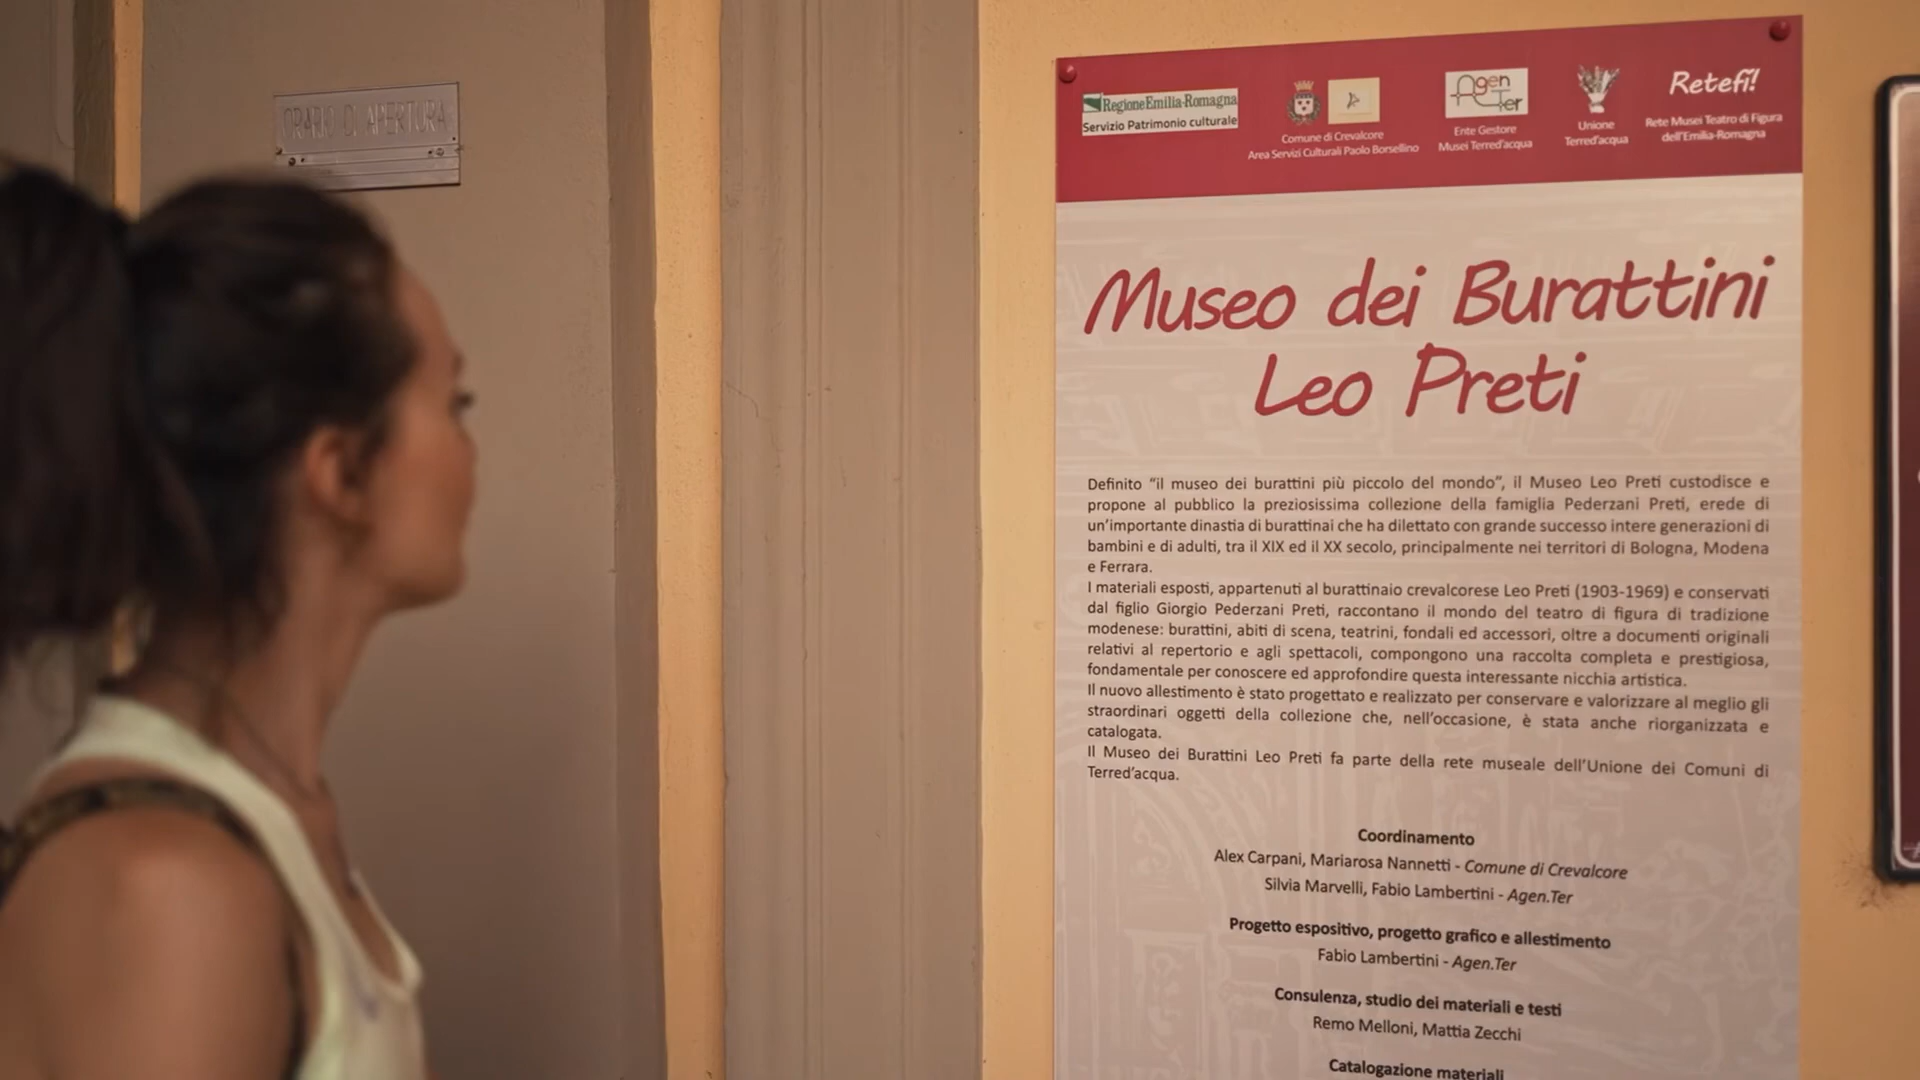 ORARIO DI APERTURA
RegioneEmilia-Romagna
Servizio Patrimonio culturale
Comune di Crevalcore
Area Servizi Culturali Paolo Borsellino
Agen
Ter
Ente Gestore
Musei Terred'acqua
Unione
Terred'acqua
Retefi!
Rete Musei Teatro di Figura
dell'Emilia-Romagna
Museo dei Burattini
Leo Preti
Definito “il museo dei burattini più piccolo del mondo”, il Museo Leo Preti custodisce e
propone al pubblico la preziosissima collezione della famiglia Pederzani Preti, erede di
un’importante dinastia di burattinai che ha dilettato con grande successo intere generazioni di
bambini e di adulti, tra il XIX ed il XX secolo, principalmente nei territori di Bologna, Modena
e Ferrara.
I materiali esposti, appartenuti al burattinaio crevalcorese Leo Preti (1903-1969) e conservati
dal figlio Giorgio Pederzani Preti, raccontano il mondo del teatro di figura di tradizione
modenese: burattini, abiti di scena, teatrini, fondali ed accessori, oltre a documenti originali
relativi al repertorio e agli spettacoli, compongono una raccolta completa e prestigiosa,
fondamentale per conoscere ed approfondire questa interessante nicchia artistica.
Il nuovo allestimento è stato progettato e realizzato per conservare e valorizzare al meglio gli
straordinari oggetti della collezione che, nell’occasione, è stata anche riorganizzata e
catalogata.
Il Museo dei Burattini Leo Preti fa parte della rete museale dell’Unione dei Comuni di
Terred’acqua.
Coordinamento
Alex Carpani, Mariarosa Nannetti - Comune di Crevalcore
Silvia Marvelli, Fabio Lambertini - Agen.Ter
Progetto espositivo, progetto grafico e allestimento
Fabio Lambertini - Agen.Ter
Consulenza, studio dei materiali e testi
Remo Melloni, Mattia Zecchi
Catalogazione materiali